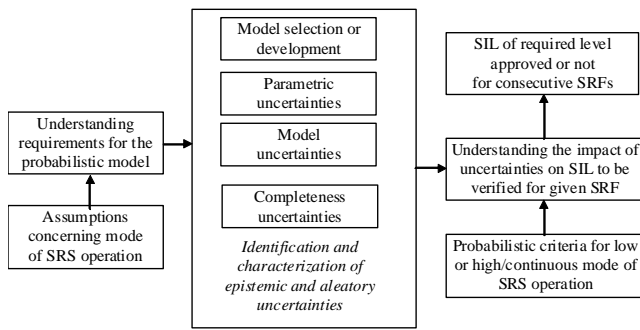 Understanding
requirements for the
probabilistic model
Assumptions
concerning mode
of SRS operation
Model selection or
development
Parametric
uncertainties
Model
uncertainties
Completeness
uncertainties
Identification and
characterization of
epistemic and aleatory
uncertainties
SIL of required level
approved or not
for consecutive SRFs
Understanding the impact of
uncertainties on SIL to be
verified for given SRF
Probabilistic criteria for low
or high/continuous mode of
SRS operation